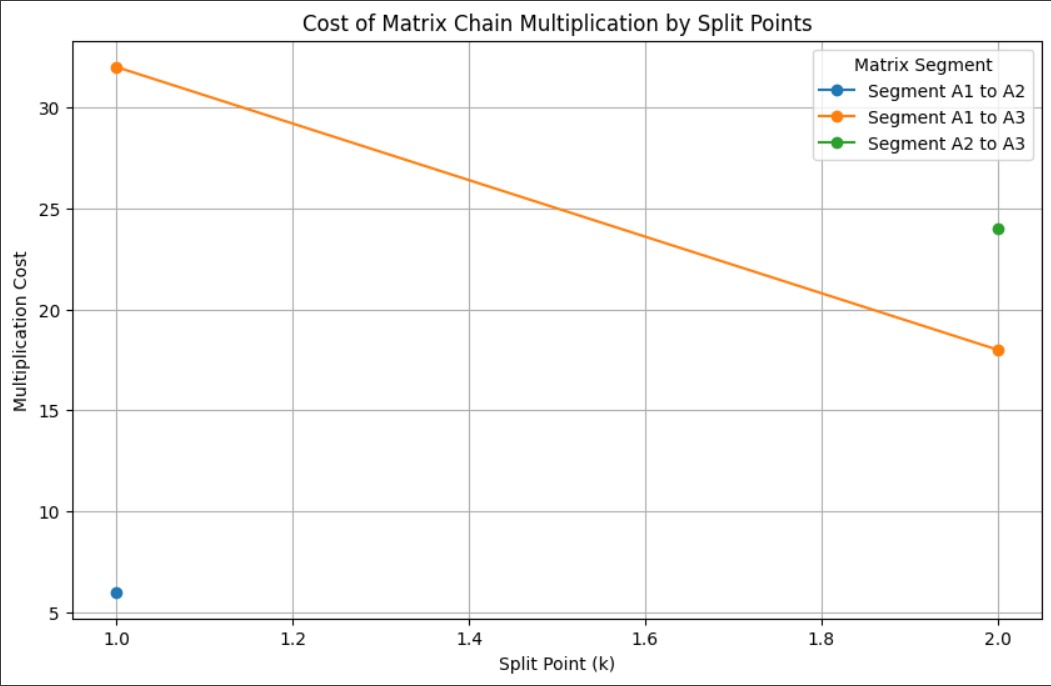 Cost of Matrix Chain Multiplication by Split Points
Matrix Segment
Segment A1 to A2
Segment A1 to A3
Segment A2 to A3
Multiplication Cost
30
25
20
15
10
5
1.0 1.2 1.4 1.6 1.8 2.0
Split Point (k)